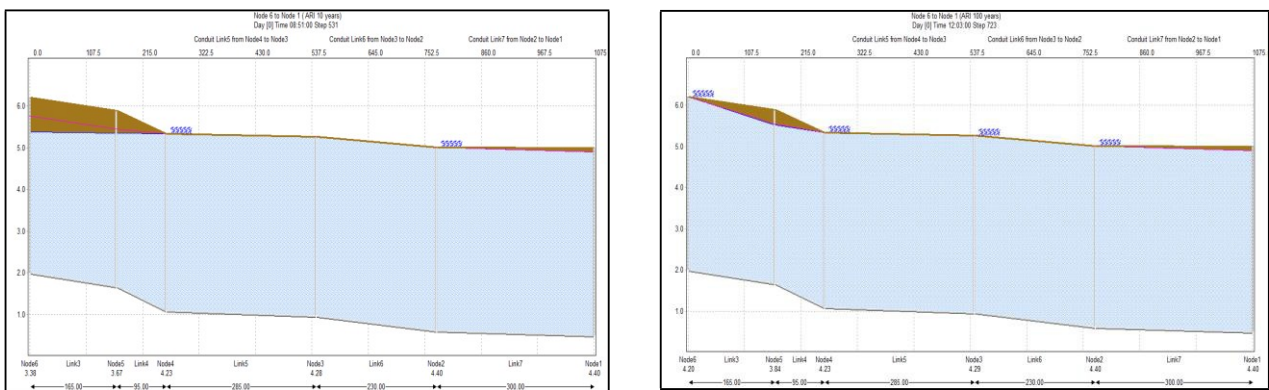 Node 6 to Node 1 ( ARI 10 years)
Day [0] Time 08:51:00 Step 531
Conduit Link5 from Node4 to Node3 Conduit Link6 from Node3 to Node2 Conduit Link7 from Node2 to Node1
0.0 107.5 215.0 322.5 430.0 537.5 645.0 752.5 860.0 967.5 1075
6.0
5.0
4.0
3.0
2.0
1.0
Node6 Link3 Node5 Link4 Node4 Link5 Node3 Link6 Node2 Link7 Node1
3.38 3.67 4.23 4.28 4.40 4.40
165.00 95.00 285.00 230.00 300.00
Node 6 to Node 1 (ARI 100 years)
Day [0] Time 12:03:00 Step 723
Conduit Link5 from Node4 to Node3 Conduit Link6 from Node3 to Node2 Conduit Link7 from Node2 to Node1
0.0 107.5 215.0 322.5 430.0 537.5 645.0 752.5 860.0 967.5 1075
6.0
5.0
4.0
3.0
2.0
1.0
Node6 Link3 Node5 Link4 Node4 Link5 Node3 Link6 Node2 Link7 Node1
4.20 3.84 4.23 4.29 4.40 4.40
165.00 95.00 285.00 230.00 300.00